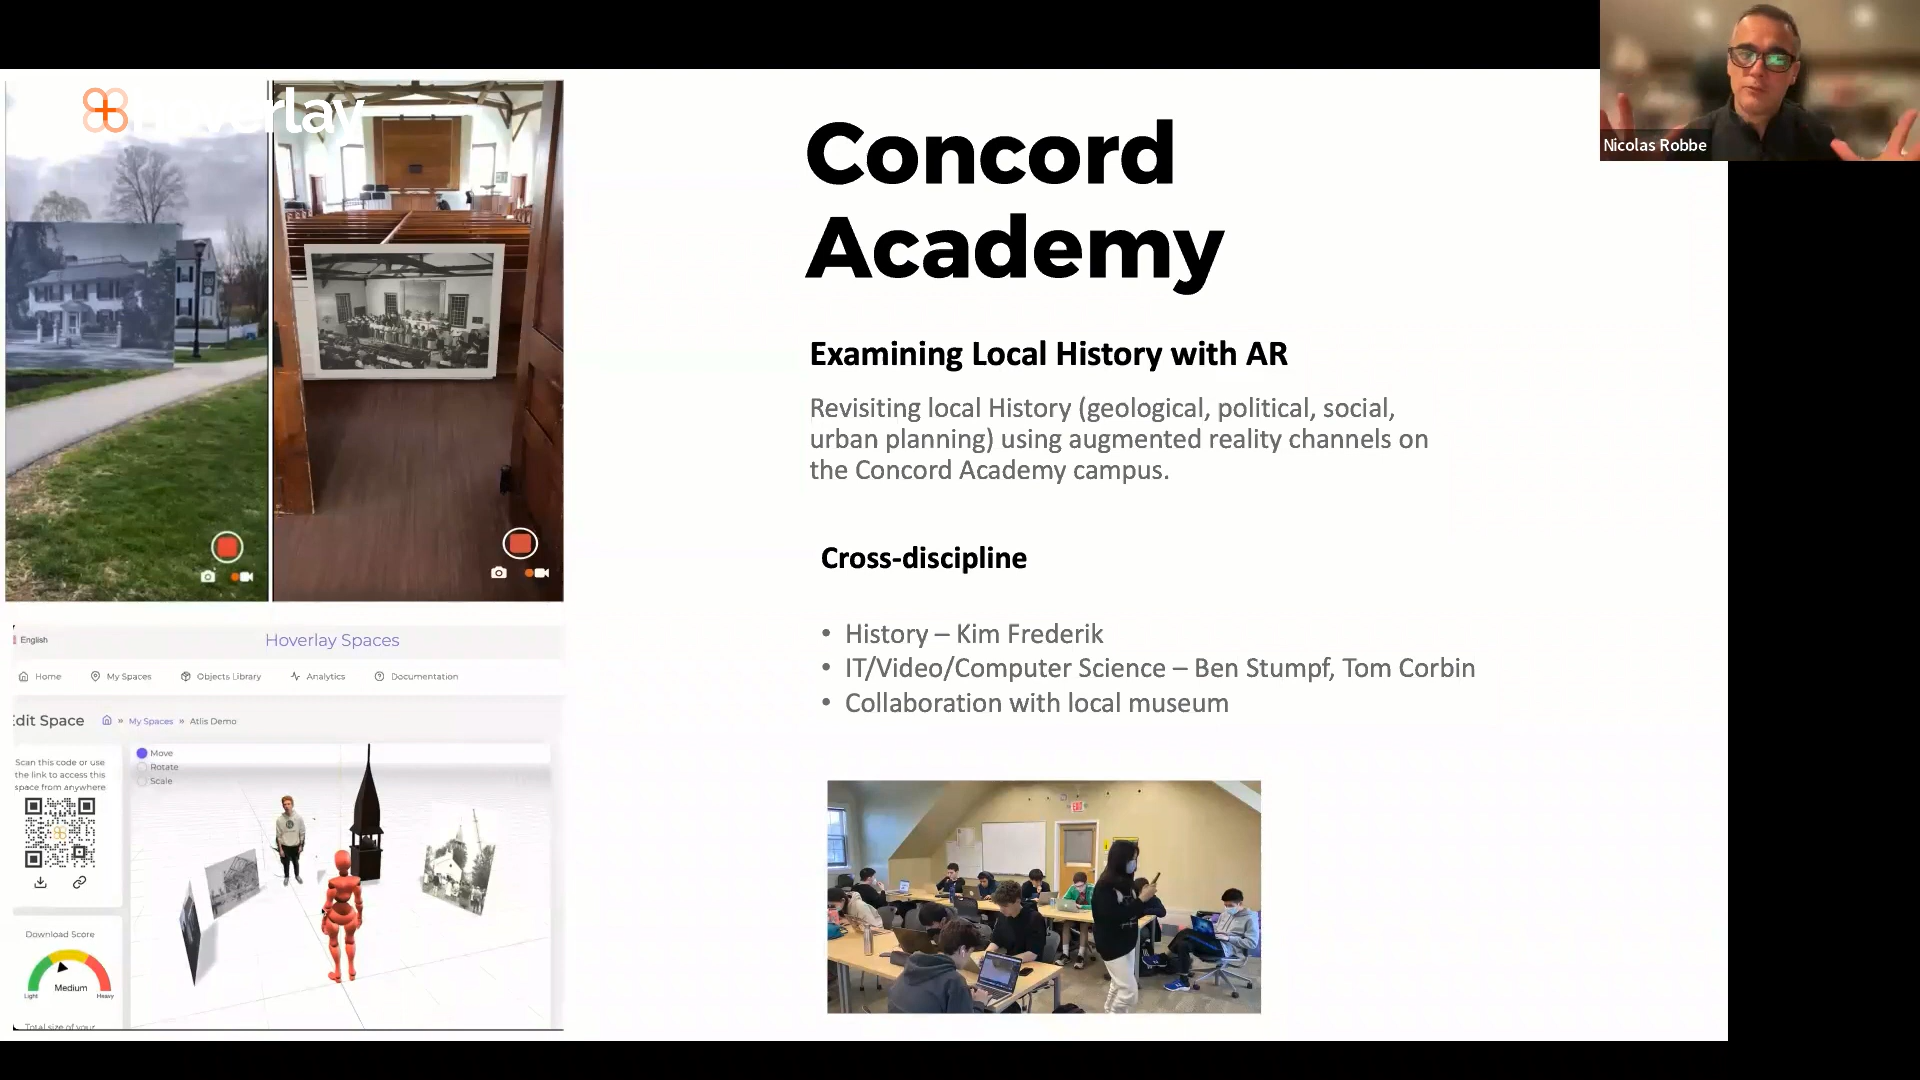 hoverlay
Nicolas Robbe
Concord
Academy
Examining Local History with AR
Revisiting local History (geological, political, social,
urban planning) using augmented reality channels on
the Concord Academy campus.
Cross-discipline
• History – Kim Frederik
• IT/Video/Computer Science – Ben Stumpf, Tom Corbin
• Collaboration with local museum
English
Hoverlay Spaces
Home My Spaces Objects Library Analytics Documentation
Edit Space » My Spaces » Atlis Demo
Scan this code or use
the link to access this
space from anywhere
Move
Rotate
Scale
Download Score
Medium
Light Heavy
Total size of your